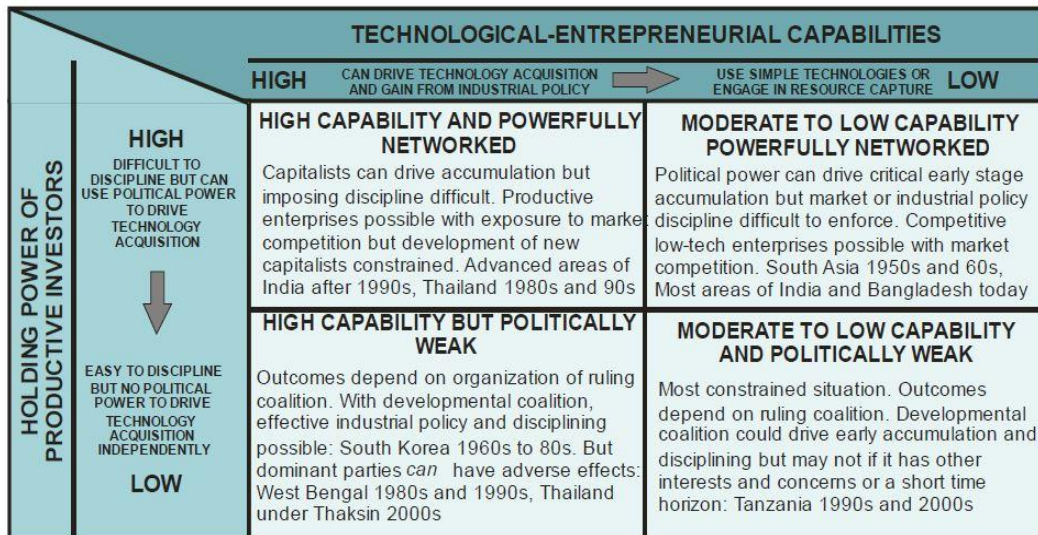 TECHNOLOGICAL-ENTREPRENEURIAL CAPABILITIES
HIGH
CAN DRIVE TECHNOLOGY ACQUISITION
AND GAIN FROM INDUSTRIAL POLICY
USE SIMPLE TECHNOLOGIES OR
ENGAGE IN RESOURCE CAPTURE
LOW
HOLDING POWER OF
PRODUCTIVE INVESTORS
HIGH
DIFFICULT TO
DISCIPLINE BUT CAN
USE POLITICAL POWER
TO DRIVE
TECHNOLOGY
ACQUISITION
EASY TO DISCIPLINE
BUT NO POLITICAL
POWER TO DRIVE
TECHNOLOGY
ACQUISITION
INDEPENDENTLY
LOW
HIGH CAPABILITY AND POWERFULLY
NETWORKED
Capitalists can drive accumulation but
imposing discipline difficult. Productive
enterprises possible with exposure to market
competition but development of new
capitalists constrained. Advanced areas of
India after 1990s, Thailand 1980s and 90s
MODERATE TO LOW CAPABILITY
POWERFULLY NETWORKED
Political power can drive critical early stage
accumulation but market or industrial policy
discipline difficult to enforce. Competitive
low-tech enterprises possible with market
competition. South Asia 1950s and 60s,
Most areas of India and Bangladesh today
HIGH CAPABILITY BUT POLITICALLY
WEAK
Outcomes depend on organization of ruling
coalition. With developmental coalition,
effective industrial policy and disciplining
possible: South Korea 1960s to 80s. But
dominant parties can have adverse effects:
West Bengal 1980s and 1990s, Thailand
under Thaksin 2000s
MODERATE TO LOW CAPABILITY
AND POLITICALLY WEAK
Most constrained situation. Outcomes
depend on ruling coalition. Developmental
coalition could drive early accumulation and
disciplining but may not if it has other
interests and concerns or a short time
horizon: Tanzania 1990s and 2000s